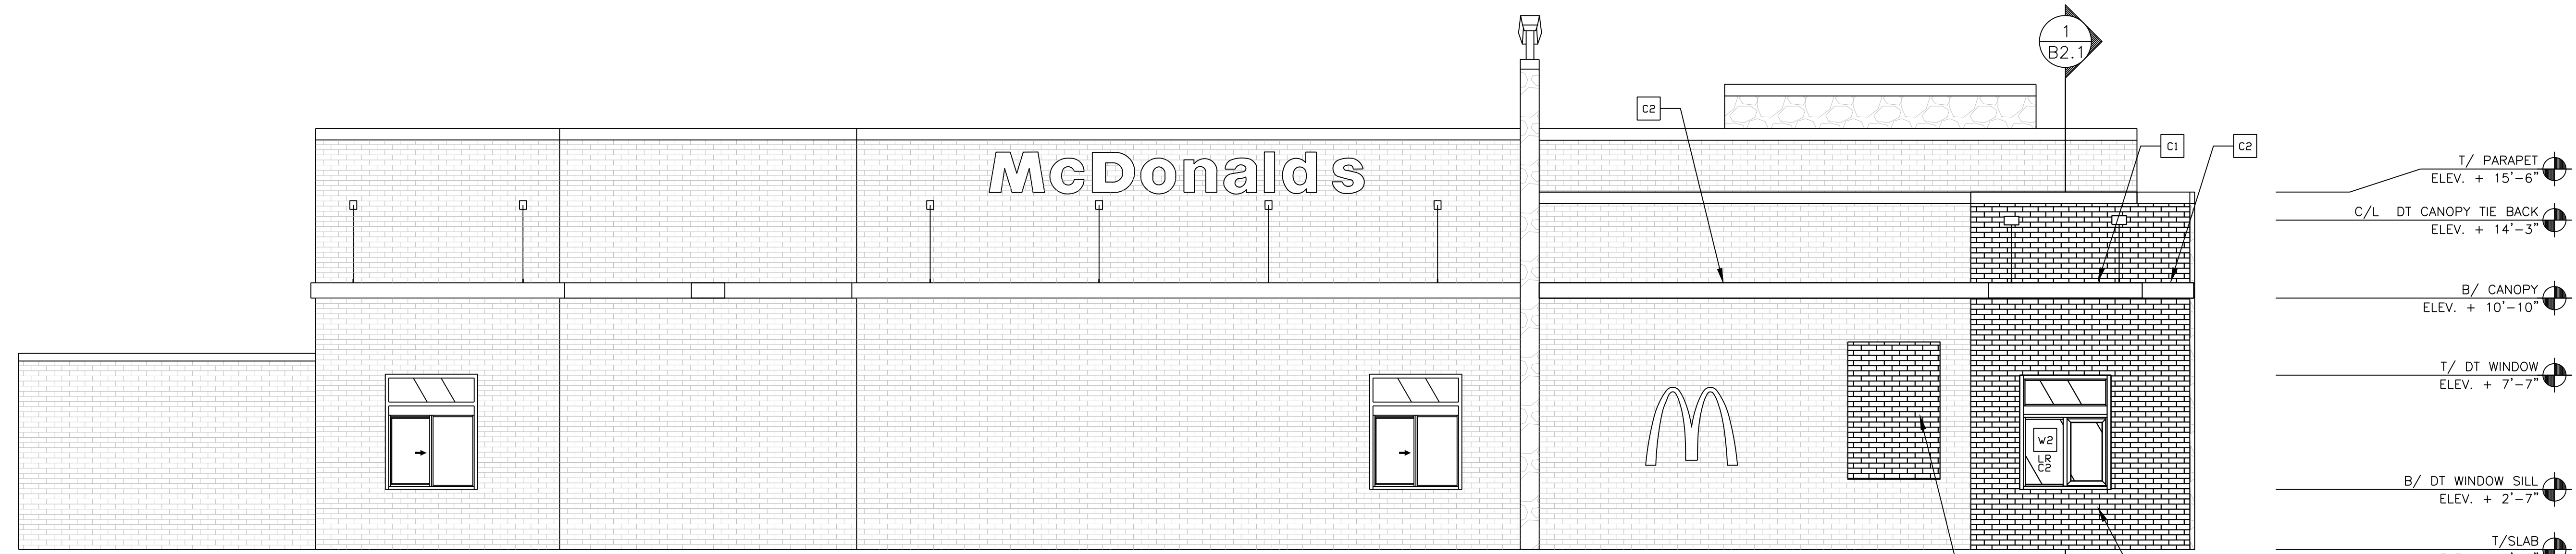 1
B2.1
C2
C1
C2
McDonalds
T/ PARAPET
ELEV. + 15'-6"
C/L DT CANOPY TIE BACK
ELEV. + 14'-3"
B/ CANOPY
ELEV. + 10'-10"
T/ DT WINDOW
ELEV. + 7'-7"
W2
LR
C2
B/ DT WINDOW SILL
ELEV. + 2'-7"
T/SLAB